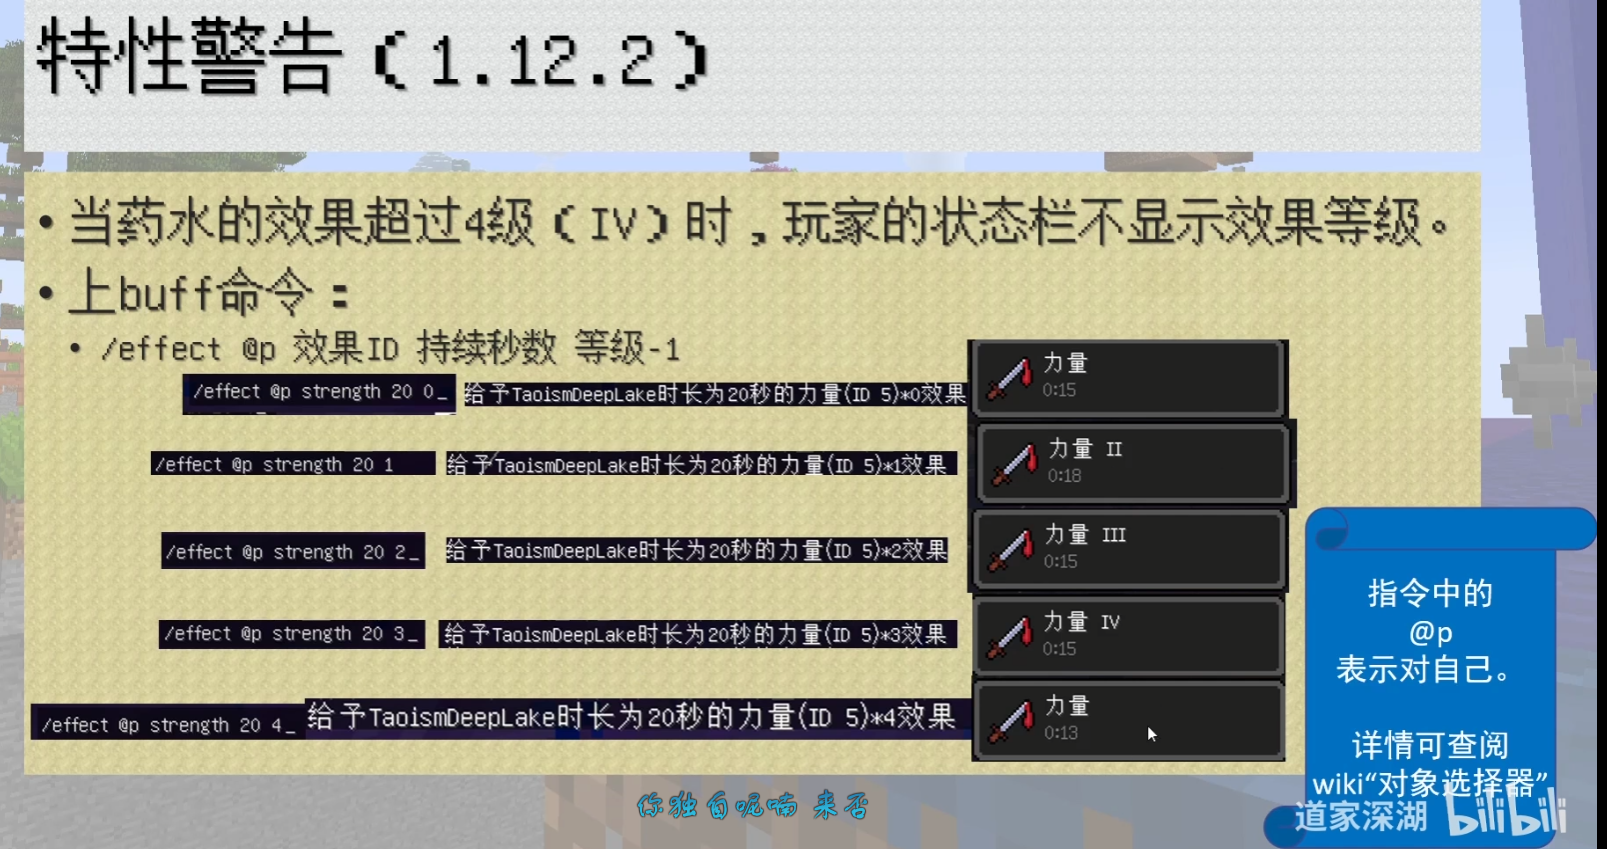 特性警告（1.12.2）
• 当药水的效果超过4级（IV）时，玩家的状态栏不显示效果等级。
• 上buff命令：
• /effect @p 效果ID 持续秒数 等级-1
/effect @p strength 20 0_ 给予TaoismDeepLake时长为20秒的力量(ID 5)*0效果
力量
0:15
/effect @p strength 20 1 给予TaoismDeepLake时长为20秒的力量(ID 5)*1效果
力量 II
0:18
/effect @p strength 20 2_ 给予TaoismDeepLake时长为20秒的力量(ID 5)*2效果
力量 III
0:15
/effect @p strength 20 3_ 给予TaoismDeepLake时长为20秒的力量(ID 5)*3效果
力量 IV
0:15
/effect @p strength 20 4_ 给予TaoismDeepLake时长为20秒的力量(ID 5)*4效果
力量
0:13
指令中的
@p
表示对自己。
详情可查阅
wiki“对象选择器”
道家深湖 bilibili
你独自呢喃 来否